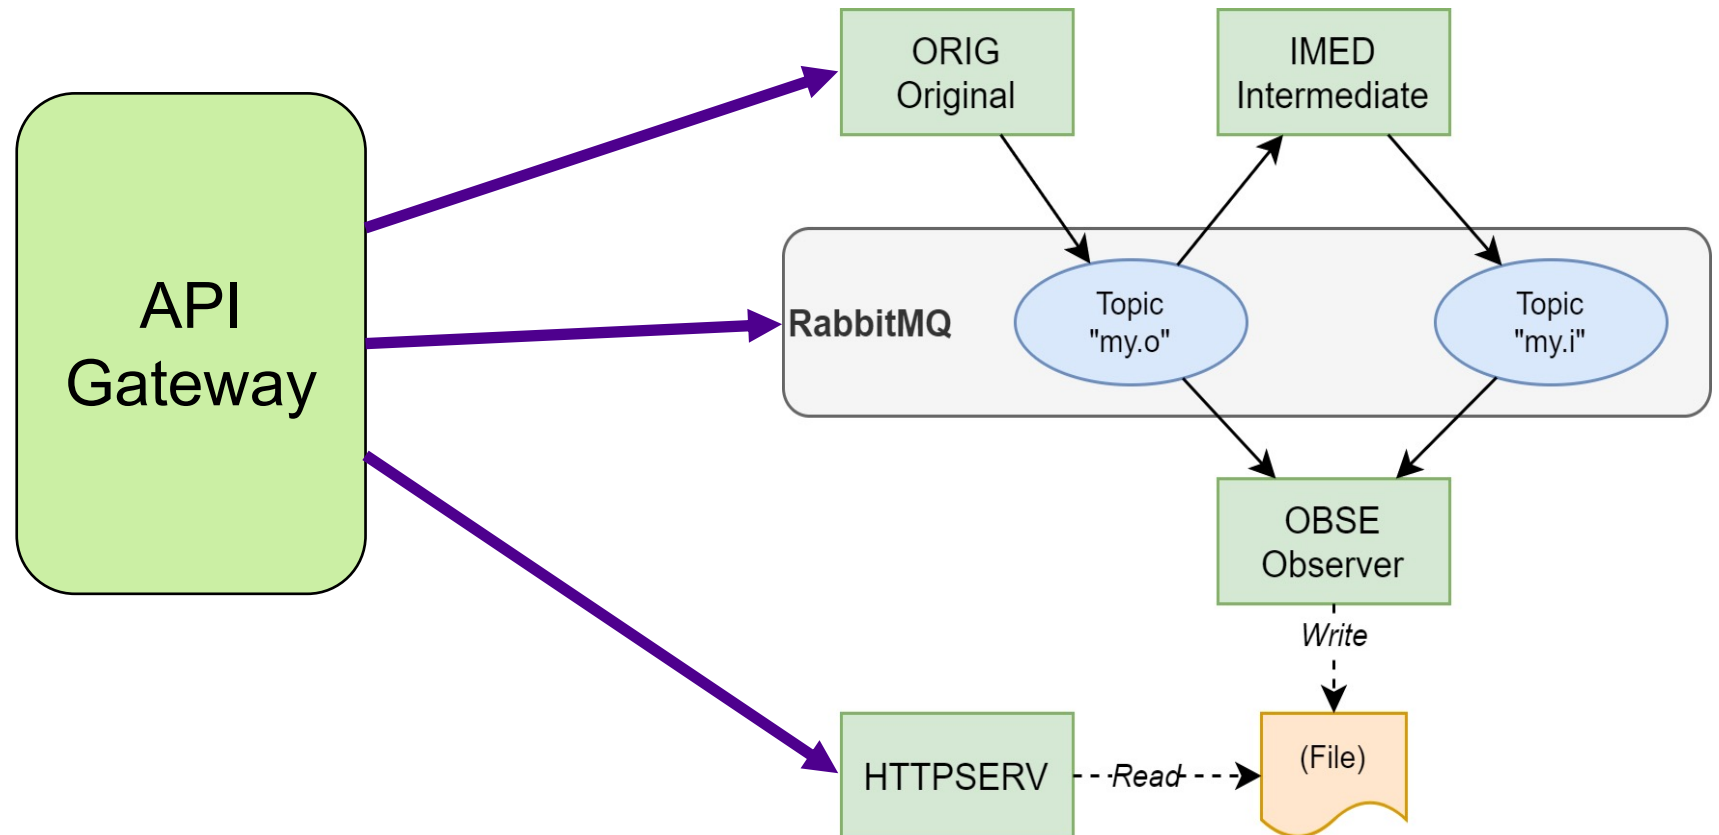 API
Gateway
ORIG
Original
IMED
Intermediate
RabbitMQ
Topic
"my.o"
Topic
"my.i"
OBSE
Observer
Write
HTTPSERV
Read
(File)